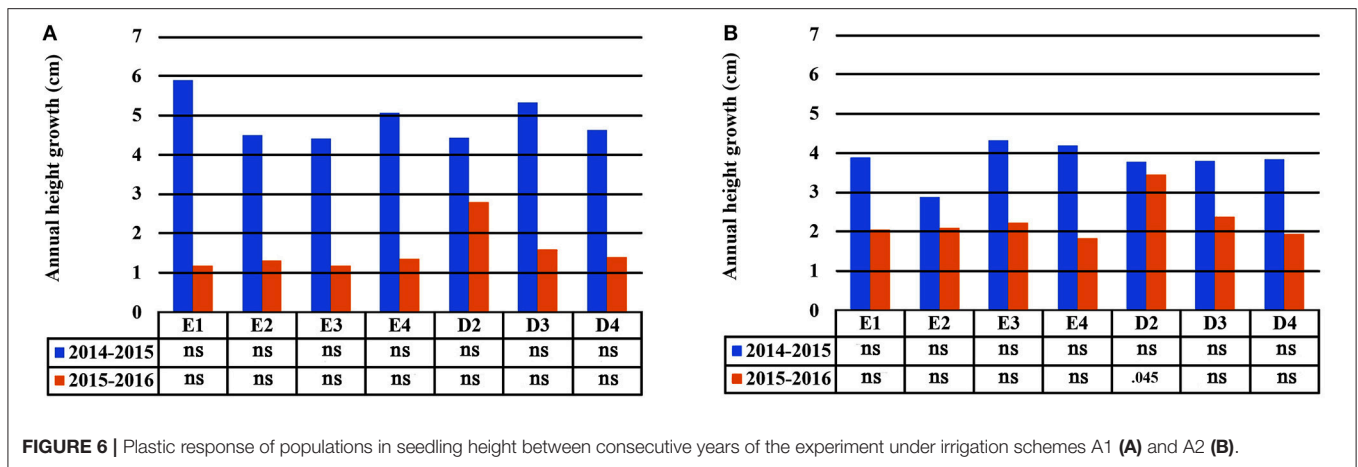 A
Annual height growth (cm)
7
6
5
4
3
2
1
0
E1 E2 E3 E4 D2 D3 D4
2014-2015 ns ns ns ns ns ns ns
2015-2016 ns ns ns ns ns ns ns
B
Annual height growth (cm)
7
6
5
4
3
2
1
0
E1 E2 E3 E4 D2 D3 D4
2014-2015 ns ns ns ns ns ns ns
2015-2016 ns ns ns ns .045 ns ns
FIGURE 6 | Plastic response of populations in seedling height between consecutive years of the experiment under irrigation schemes A1 (A) and A2 (B).